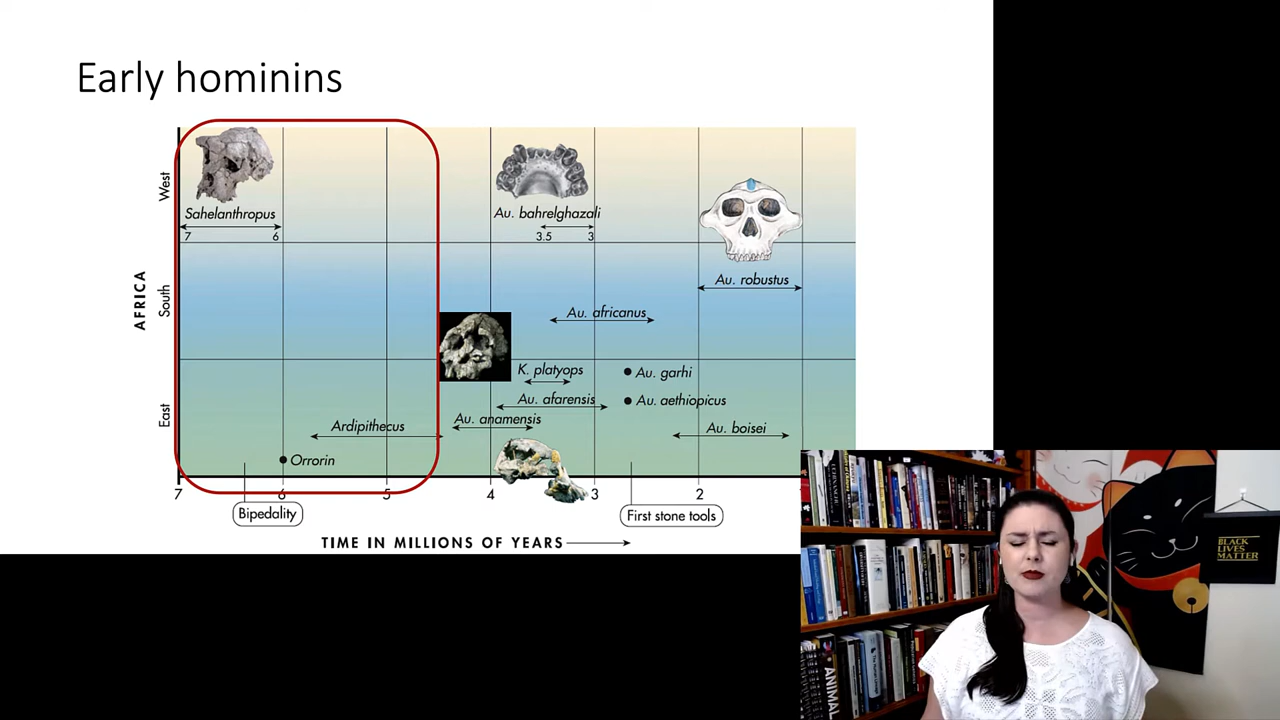 Early hominins
AFRICA
West
South
East
Sahelanthropus
7 6
Au. bahrelghazali
3.5 3
Au. robustus
Au. africanus
K. platyops
Au. garhi
Au. afarensis
Au. aethiopicus
Au. anamensis
Au. boisei
Ardipithecus
Orrorin
7 6 5 4 3 2
Bipedality
First stone tools
TIME IN MILLIONS OF YEARS
BLACK
LIVES
MATTER
ANIMAL